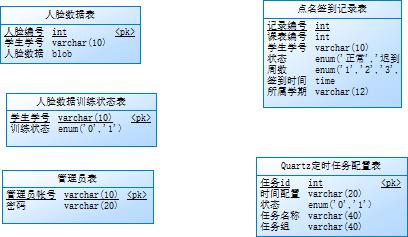 人脸数据表
人脸编号 int <pk>
学生学号 varchar(10)
人脸数据 blob
点名签到记录表
记录编号 int
课表编号 int
学生学号 varchar(10)
状态 enum('正常','迟到
周数 enum('1','2','3',
签到时间 time
所属学期 varchar(12)
人脸数据训练状态表
学生学号 varchar(10) <pk>
训练状态 enum('0','1')
管理员表
管理员帐号 varchar(10) <pk>
密码 varchar(20)
Quartz定时任务配置表
任务id int <pk>
时间配置 varchar(20)
状态 enum('0','1')
任务名称 varchar(40)
任务组 varchar(40)